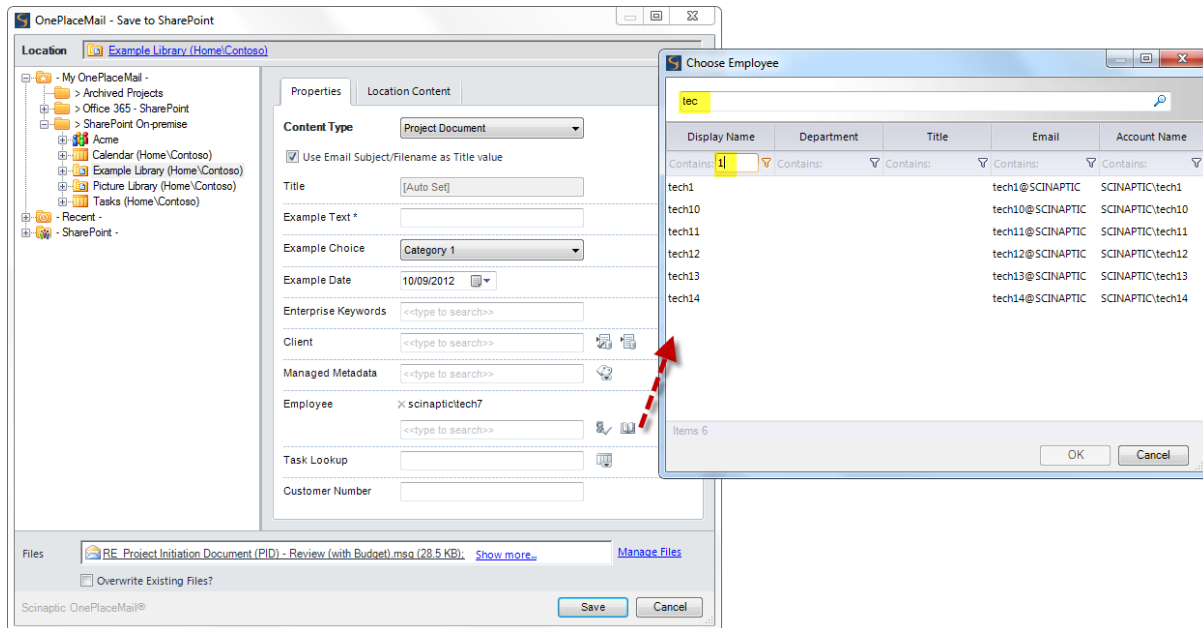 OnePlaceMail - Save to SharePoint
Location Example Library (Home\Contoso)
- My OnePlaceMail -
> Archived Projects
> Office 365 - SharePoint
> SharePoint On-premise
Acme
Calendar (Home\Contoso)
Example Library (Home\Contoso)
Picture Library (Home\Contoso)
Tasks (Home\Contoso)
- Recent -
- SharePoint -
Properties Location Content
Content Type Project Document
Use Email Subject/Filename as Title value
Title [Auto Set]
Example Text *
Example Choice Category 1
Example Date 10/09/2012
Enterprise Keywords <<type to search>>
Client <<type to search>>
Managed Metadata <<type to search>>
Employee scinaptic\tech7
<<type to search>>
Task Lookup
Customer Number
Files RE_Project Initiation Document (PID) - Review (with Budget).msg (28.5 KB); Show more... Manage Files
Overwrite Existing Files?
Scinaptic OnePlaceMail® Save Cancel
Choose Employee
tec
Display Name Department Title Email Account Name
Contains: 1 Contains: Contains: Contains: Contains:
tech1 tech1@SCINAPTIC SCINAPTIC\tech1
tech10 tech10@SCINAPTIC SCINAPTIC\tech10
tech11 tech11@SCINAPTIC SCINAPTIC\tech11
tech12 tech12@SCINAPTIC SCINAPTIC\tech12
tech13 tech13@SCINAPTIC SCINAPTIC\tech13
tech14 tech14@SCINAPTIC SCINAPTIC\tech14
Items 6
OK Cancel